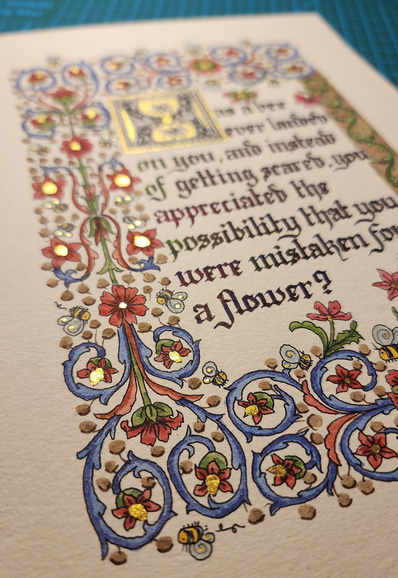 Has a bee
ever landed
on you, and instead
of getting scared, you
appreciated the
possibility that you
were mistaken for
a flower?